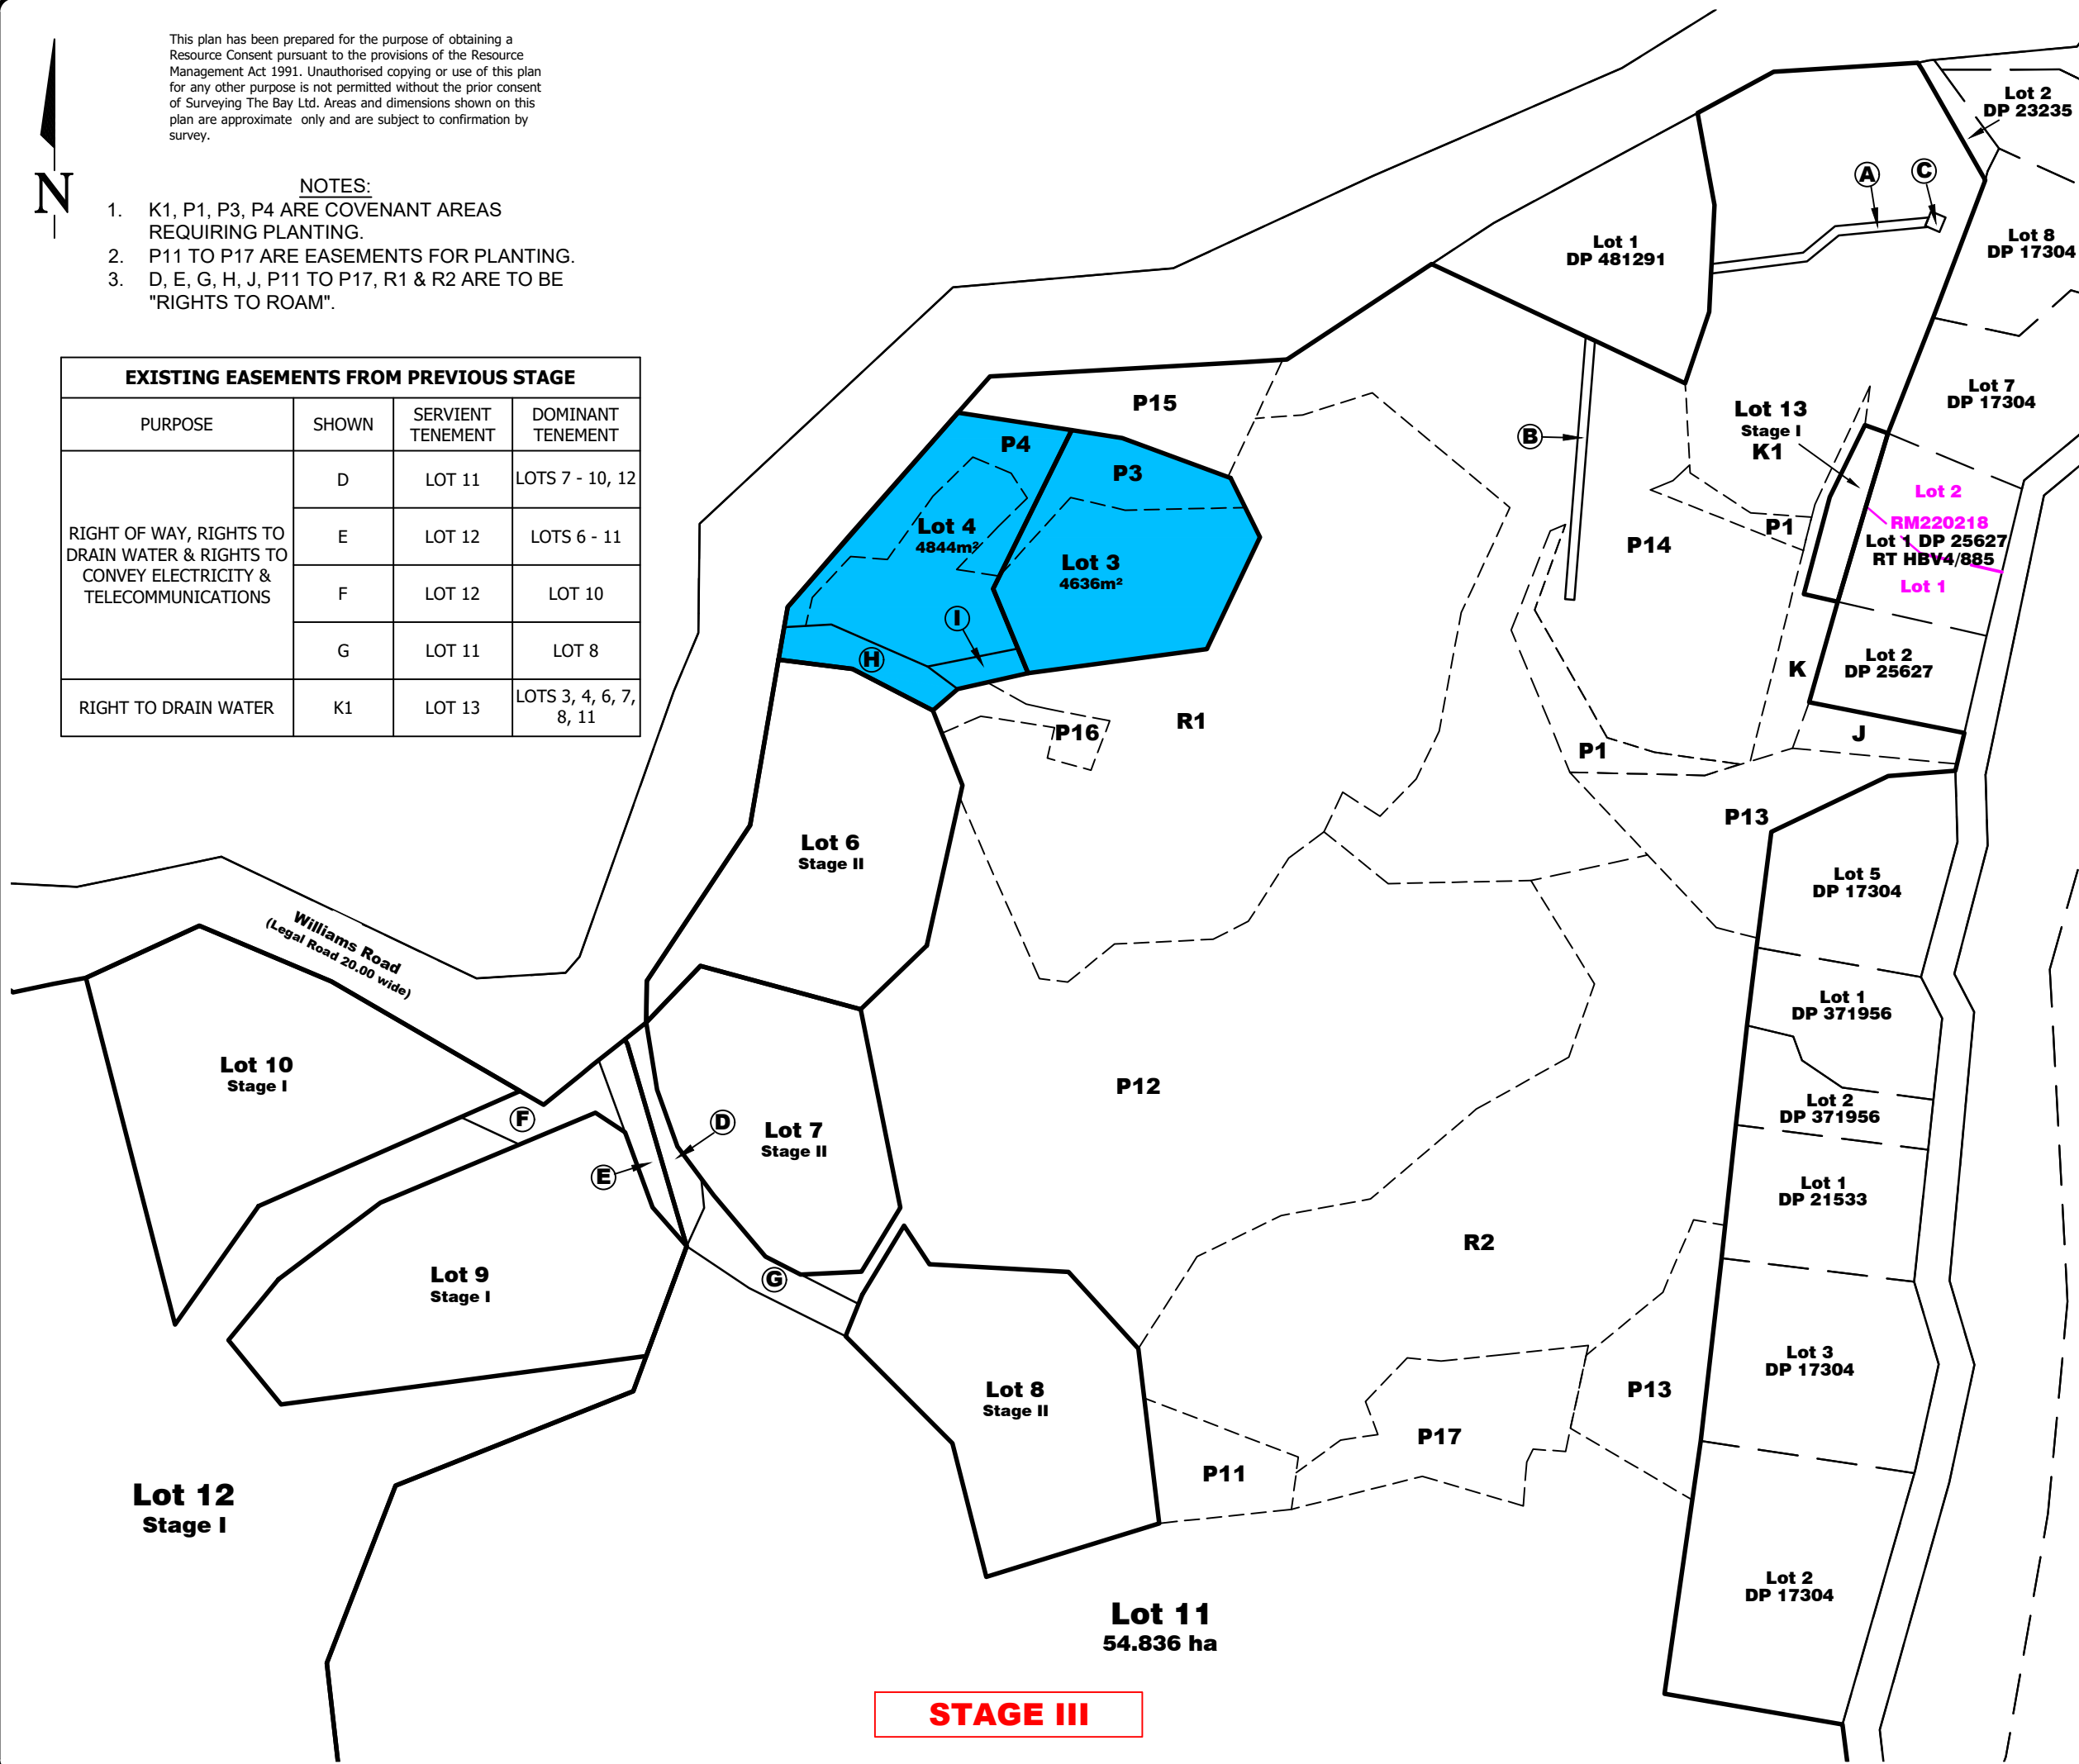 This plan has been prepared for the purpose of obtaining a
Resource Consent pursuant to the provisions of the Resource
Management Act 1991. Unauthorised copying or use of this plan
for any other purpose is not permitted without the prior consent
of Surveying The Bay Ltd. Areas and dimensions shown on this
plan are approximate only and are subject to confirmation by
survey.
N
NOTES:
1. K1, P1, P3, P4 ARE COVENANT AREAS
REQUIRING PLANTING.
2. P11 TO P17 ARE EASEMENTS FOR PLANTING.
3. D, E, G, H, J, P11 TO P17, R1 & R2 ARE TO BE
"RIGHTS TO ROAM".
EXISTING EASEMENTS FROM PREVIOUS STAGE
PURPOSE SHOWN SERVIENT TENEMENT DOMINANT TENEMENT
RIGHT OF WAY, RIGHTS TO
DRAIN WATER & RIGHTS TO
CONVEY ELECTRICITY &
TELECOMMUNICATIONS
D LOT 11 LOTS 7 - 10, 12
E LOT 12 LOTS 6 - 11
F LOT 12 LOT 10
G LOT 11 LOT 8
RIGHT TO DRAIN WATER K1 LOT 13 LOTS 3, 4, 6, 7,
8, 11
Lot 2
DP 23235
A
C
Lot 1
DP 481291
Lot 8
DP 17304
Lot 7
DP 17304
P15
Lot 13
Stage I
K1
B
P4
P3
Lot 2
RM220218
Lot 1 DP 25627
RT HBV4/885
Lot 1
Lot 4
4844m²
Lot 3
4636m²
P14
P1
I
H
K
Lot 2
DP 25627
P16
R1
P1
J
P13
Lot 6
Stage II
Lot 5
DP 17304
Williams Road
(Legal Road 20.00 wide)
Lot 1
DP 371956
Lot 10
Stage I
P12
F
D
E
Lot 7
Stage II
Lot 2
DP 371956
Lot 1
DP 21533
R2
G
Lot 9
Stage I
Lot 3
DP 17304
Lot 8
Stage II
P13
P17
P11
Lot 12
Stage I
Lot 2
DP 17304
Lot 11
54.836 ha
STAGE III